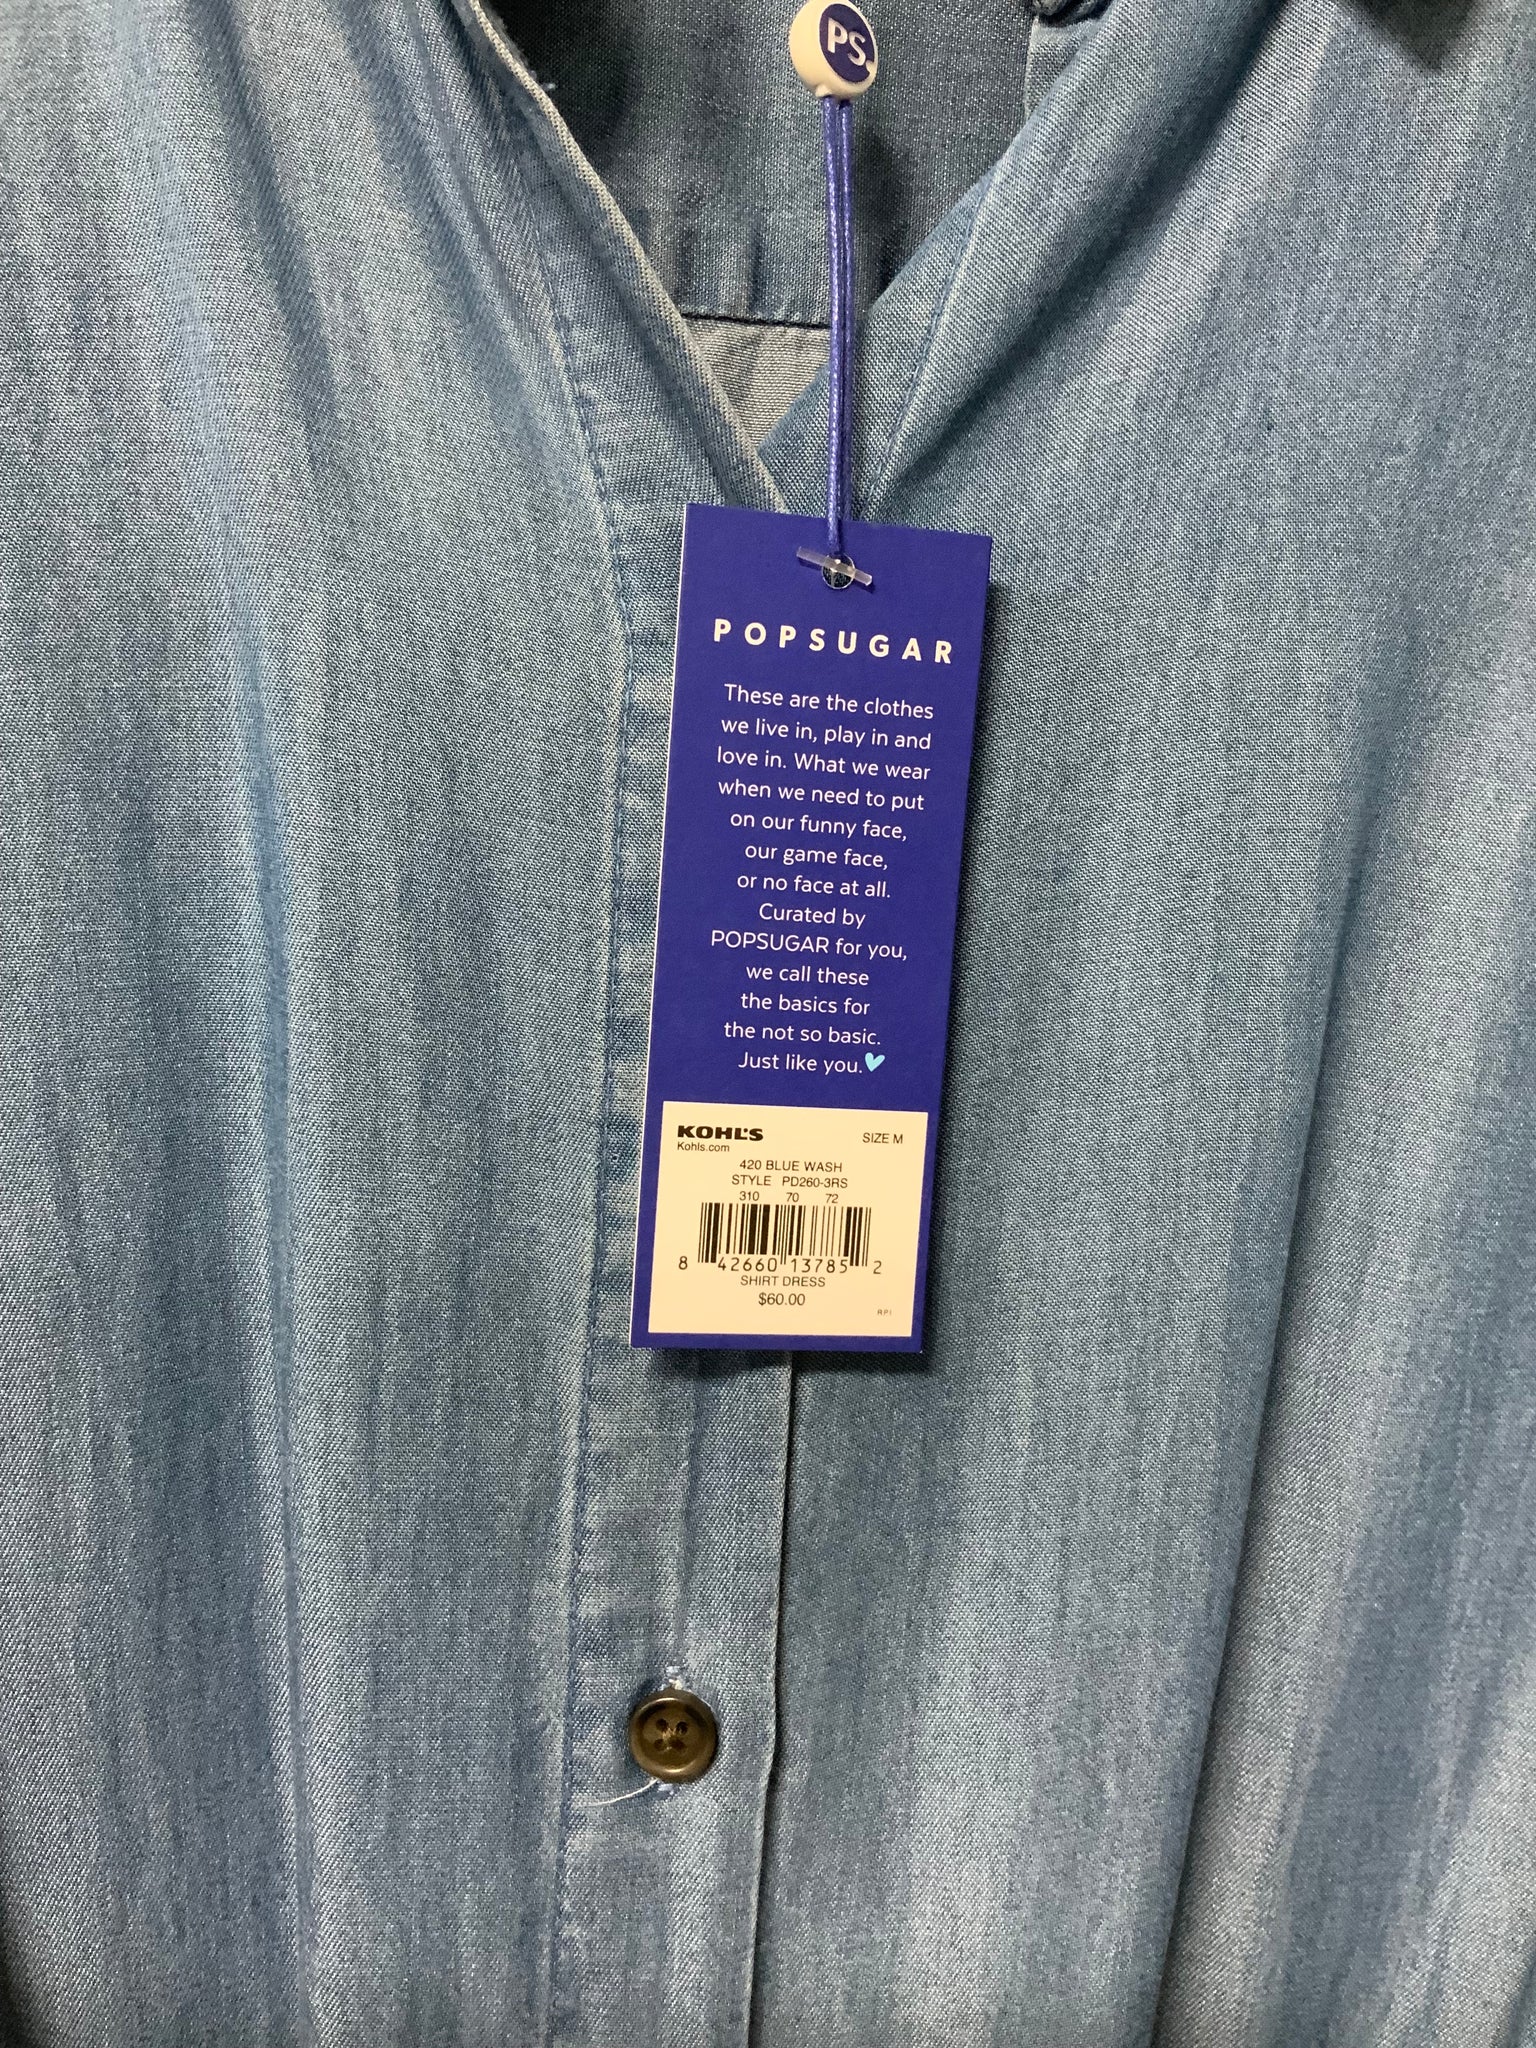 PS.
POPSUGAR
These are the clothes
we live in, play in and
love in. What we wear
when we need to put
on our funny face,
our game face,
or no face at all.
Curated by
POPSUGAR for you,
we call these
the basics for
the not so basic.
Just like you.
KOHL'S SIZE M
Kohls.com
420 BLUE WASH
STYLE PD260-3RS
310 70 72
8 42660 13785 2
SHIRT DRESS
$60.00
RP1